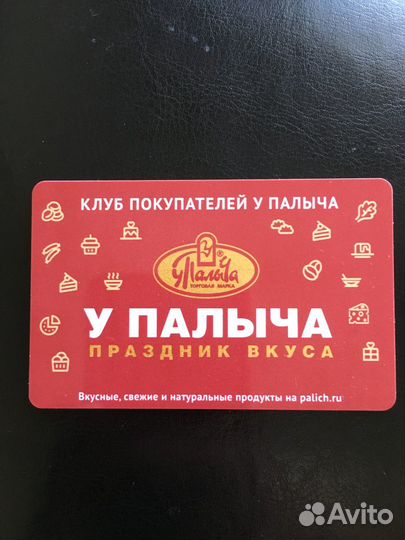 КЛУБ ПОКУПАТЕЛЕЙ У ПАЛЫЧА
у Палыча
®
ТОРГОВАЯ МАРКА
У ПАЛЫЧА
ПРАЗДНИК ВКУСА
Вкусные, свежие и натуральные продукты на palich.ru
Avito